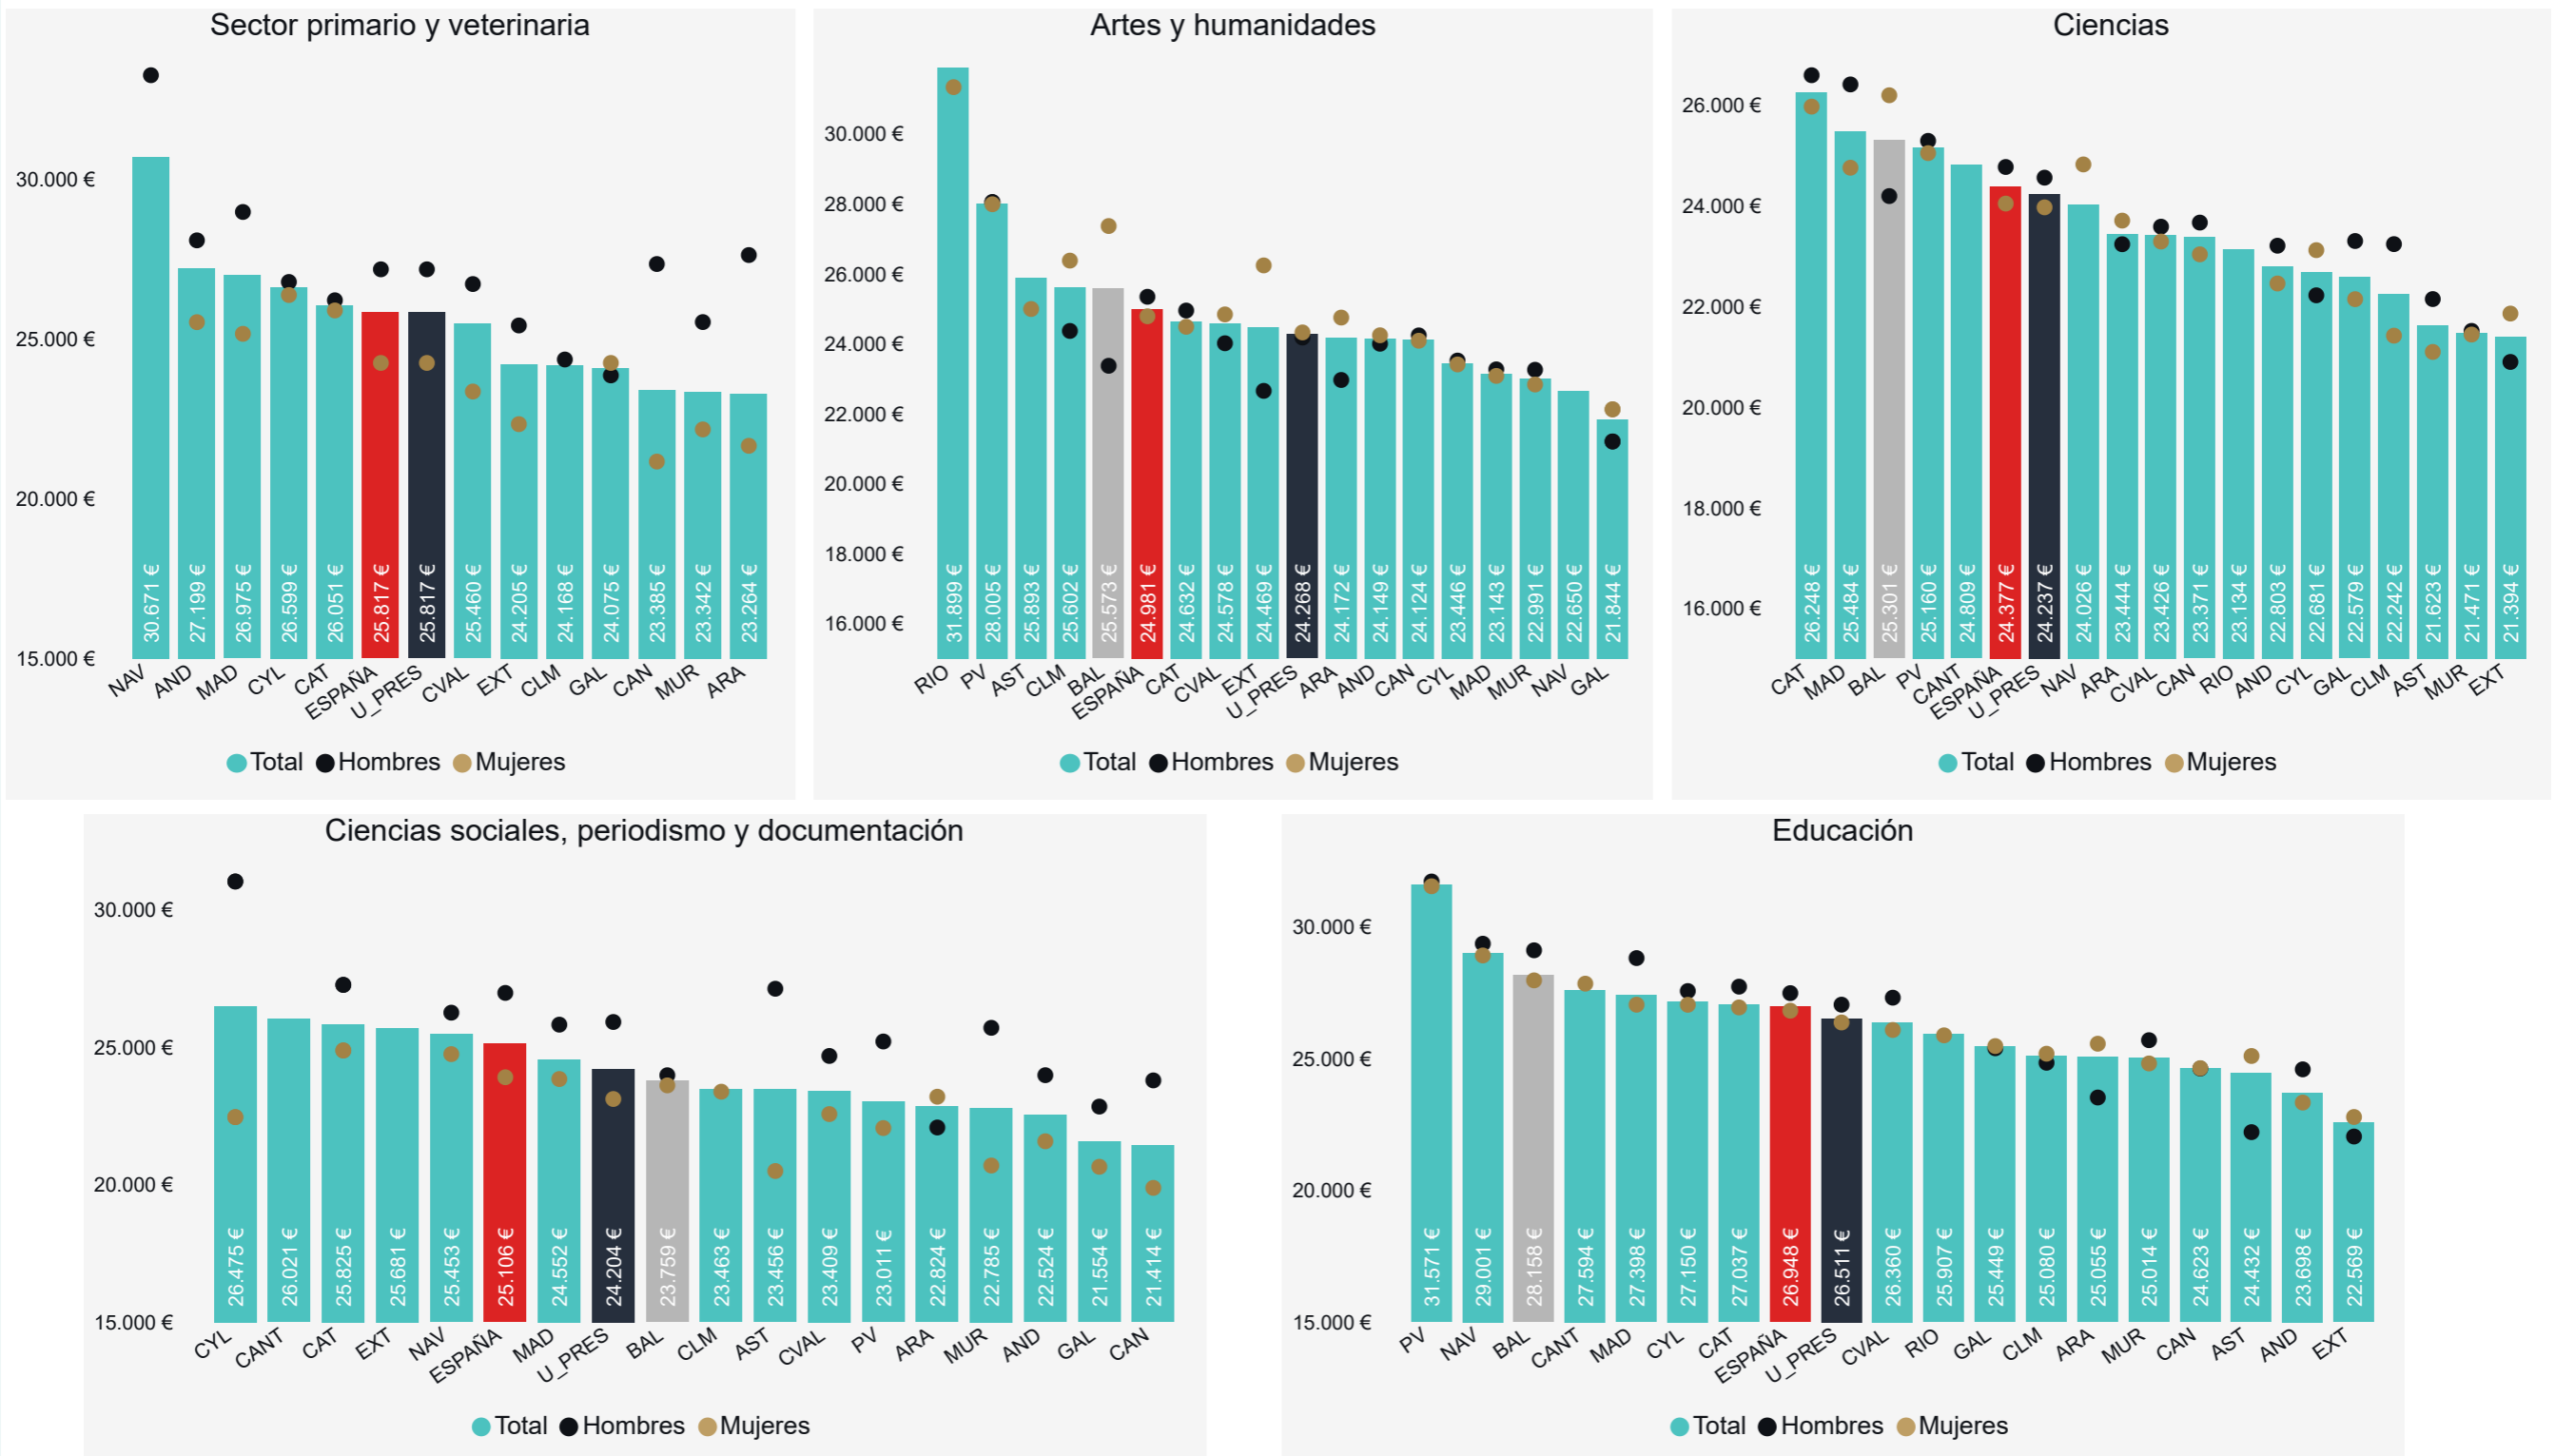 Sector primario y veterinaria
30.000 €
25.000 €
20.000 €
15.000 €
30.671 €
27.199 €
26.975 €
26.599 €
26.051 €
25.817 €
25.817 €
25.460 €
24.205 €
24.168 €
24.075 €
23.385 €
23.342 €
23.264 €
NAV
AND
MAD
CYL
CAT
ESPAÑA
U_PRES
CVAL
EXT
CLM
GAL
CAN
MUR
ARA
Total Hombres Mujeres
Artes y humanidades
30.000 €
28.000 €
26.000 €
24.000 €
22.000 €
20.000 €
18.000 €
16.000 €
31.899 €
28.005 €
25.893 €
25.602 €
25.573 €
24.981 €
24.632 €
24.578 €
24.469 €
24.268 €
24.172 €
24.149 €
24.124 €
23.446 €
23.143 €
22.991 €
22.650 €
21.844 €
RIO
PV
AST
CLM
BAL
ESPAÑA
CAT
CVAL
EXT
U_PRES
ARA
AND
CAN
CYL
MAD
MUR
NAV
GAL
Total Hombres Mujeres
Ciencias
26.000 €
24.000 €
22.000 €
20.000 €
18.000 €
16.000 €
26.248 €
25.484 €
25.301 €
25.160 €
24.809 €
24.377 €
24.237 €
24.026 €
23.444 €
23.426 €
23.371 €
23.134 €
22.803 €
22.681 €
22.579 €
22.242 €
21.623 €
21.471 €
21.394 €
CAT
MAD
BAL
PV
CANT
ESPAÑA
U_PRES
NAV
ARA
CVAL
CAN
RIO
AND
CYL
GAL
CLM
AST
MUR
EXT
Total Hombres Mujeres
Ciencias sociales, periodismo y documentación
30.000 €
25.000 €
20.000 €
15.000 €
26.475 €
26.021 €
25.825 €
25.681 €
25.453 €
25.106 €
24.552 €
24.204 €
23.759 €
23.463 €
23.456 €
23.409 €
23.011 €
22.824 €
22.785 €
22.524 €
21.554 €
21.414 €
CYL
CANT
CAT
EXT
NAV
ESPAÑA
MAD
U_PRES
BAL
CLM
AST
CVAL
PV
ARA
MUR
AND
GAL
CAN
Total Hombres Mujeres
Educación
30.000 €
25.000 €
20.000 €
15.000 €
31.571 €
29.001 €
28.158 €
27.594 €
27.398 €
27.150 €
27.037 €
26.948 €
26.511 €
26.360 €
25.907 €
25.449 €
25.080 €
25.055 €
25.014 €
24.623 €
24.432 €
23.698 €
22.569 €
PV
NAV
BAL
CANT
MAD
CYL
CAT
ESPAÑA
U_PRES
CVAL
RIO
GAL
CLM
ARA
MUR
CAN
AST
AND
EXT
Total Hombres Mujeres